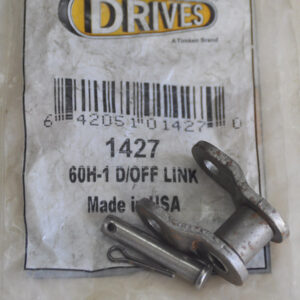 DRIVES
A Timken Brand
6 42051 01427 0
1427
60H-1 D/OFF LINK
Made in USA